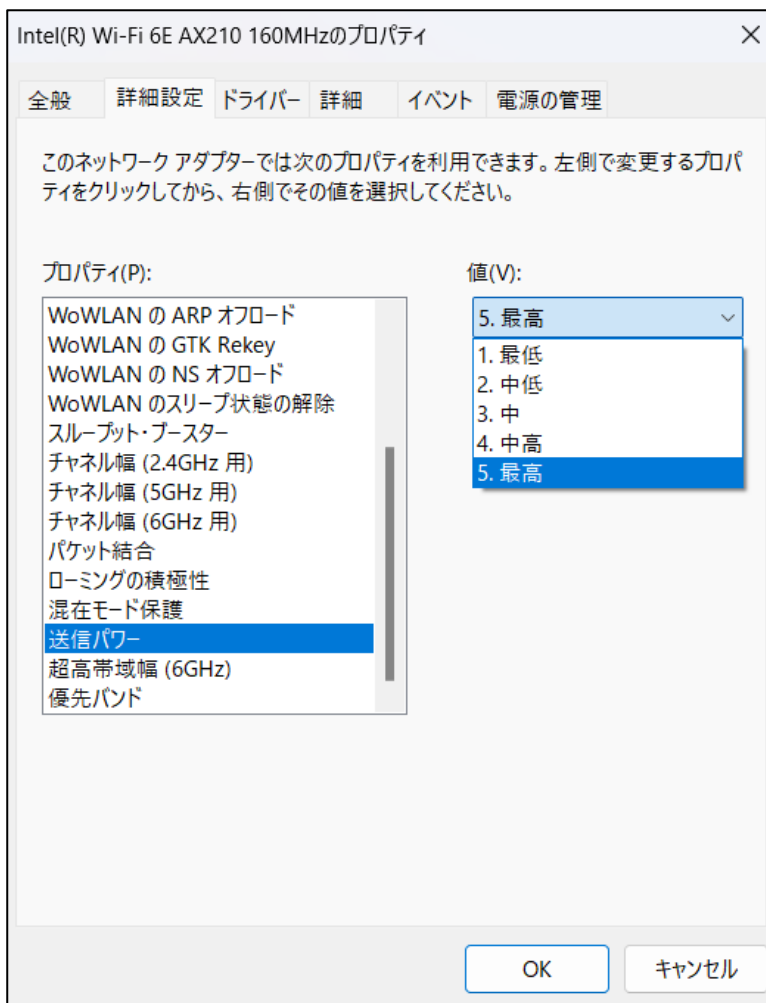 Intel(R) Wi-Fi 6E AX210 160MHzのプロパティ
全般
詳細設定
ドライバー
詳細
イベント
電源の管理
このネットワーク アダプターでは次のプロパティを利用できます。左側で変更するプロパ
ティをクリックしてから、右側でその値を選択してください。
プロパティ(P):
WoWLAN の ARP オフロード
WoWLAN の GTK Rekey
WoWLAN の NS オフロード
WoWLAN のスリープ状態の解除
スループット・ブースター
チャネル幅 (2.4GHz 用)
チャネル幅 (5GHz 用)
チャネル幅 (6GHz 用)
パケット結合
ローミングの積極性
混在モード保護
送信パワー
超高帯域幅 (6GHz)
優先バンド
値(V):
5. 最高
1. 最低
2. 中低
3. 中
4. 中高
5. 最高
OK
キャンセル